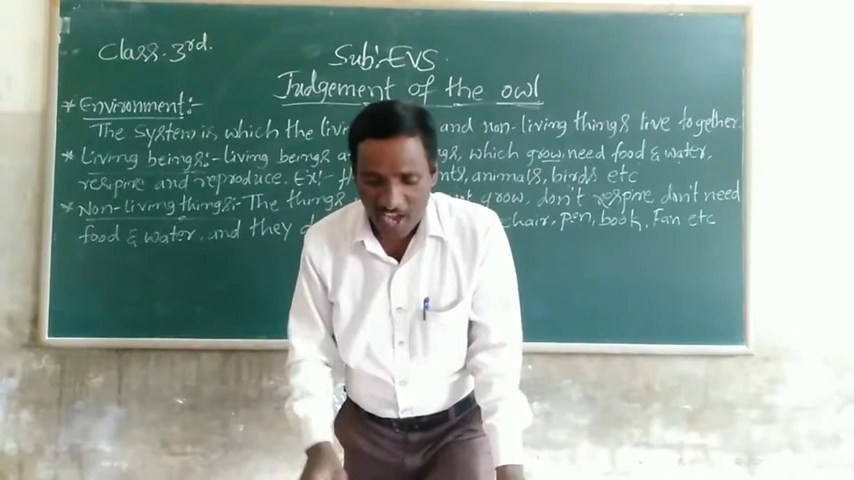 Class. 3rd.
Sub:- EVS
Judgement of the owl
* Environment:-
The system is, which the and non-living things live together.
* Living beings:- living beings which grow, need food & water,
respire and reproduce. Ex:- animals, birds etc
* Non-living things:- The things grow, don't respire, don't need
food & water, and they chair, pen, book, Fan etc